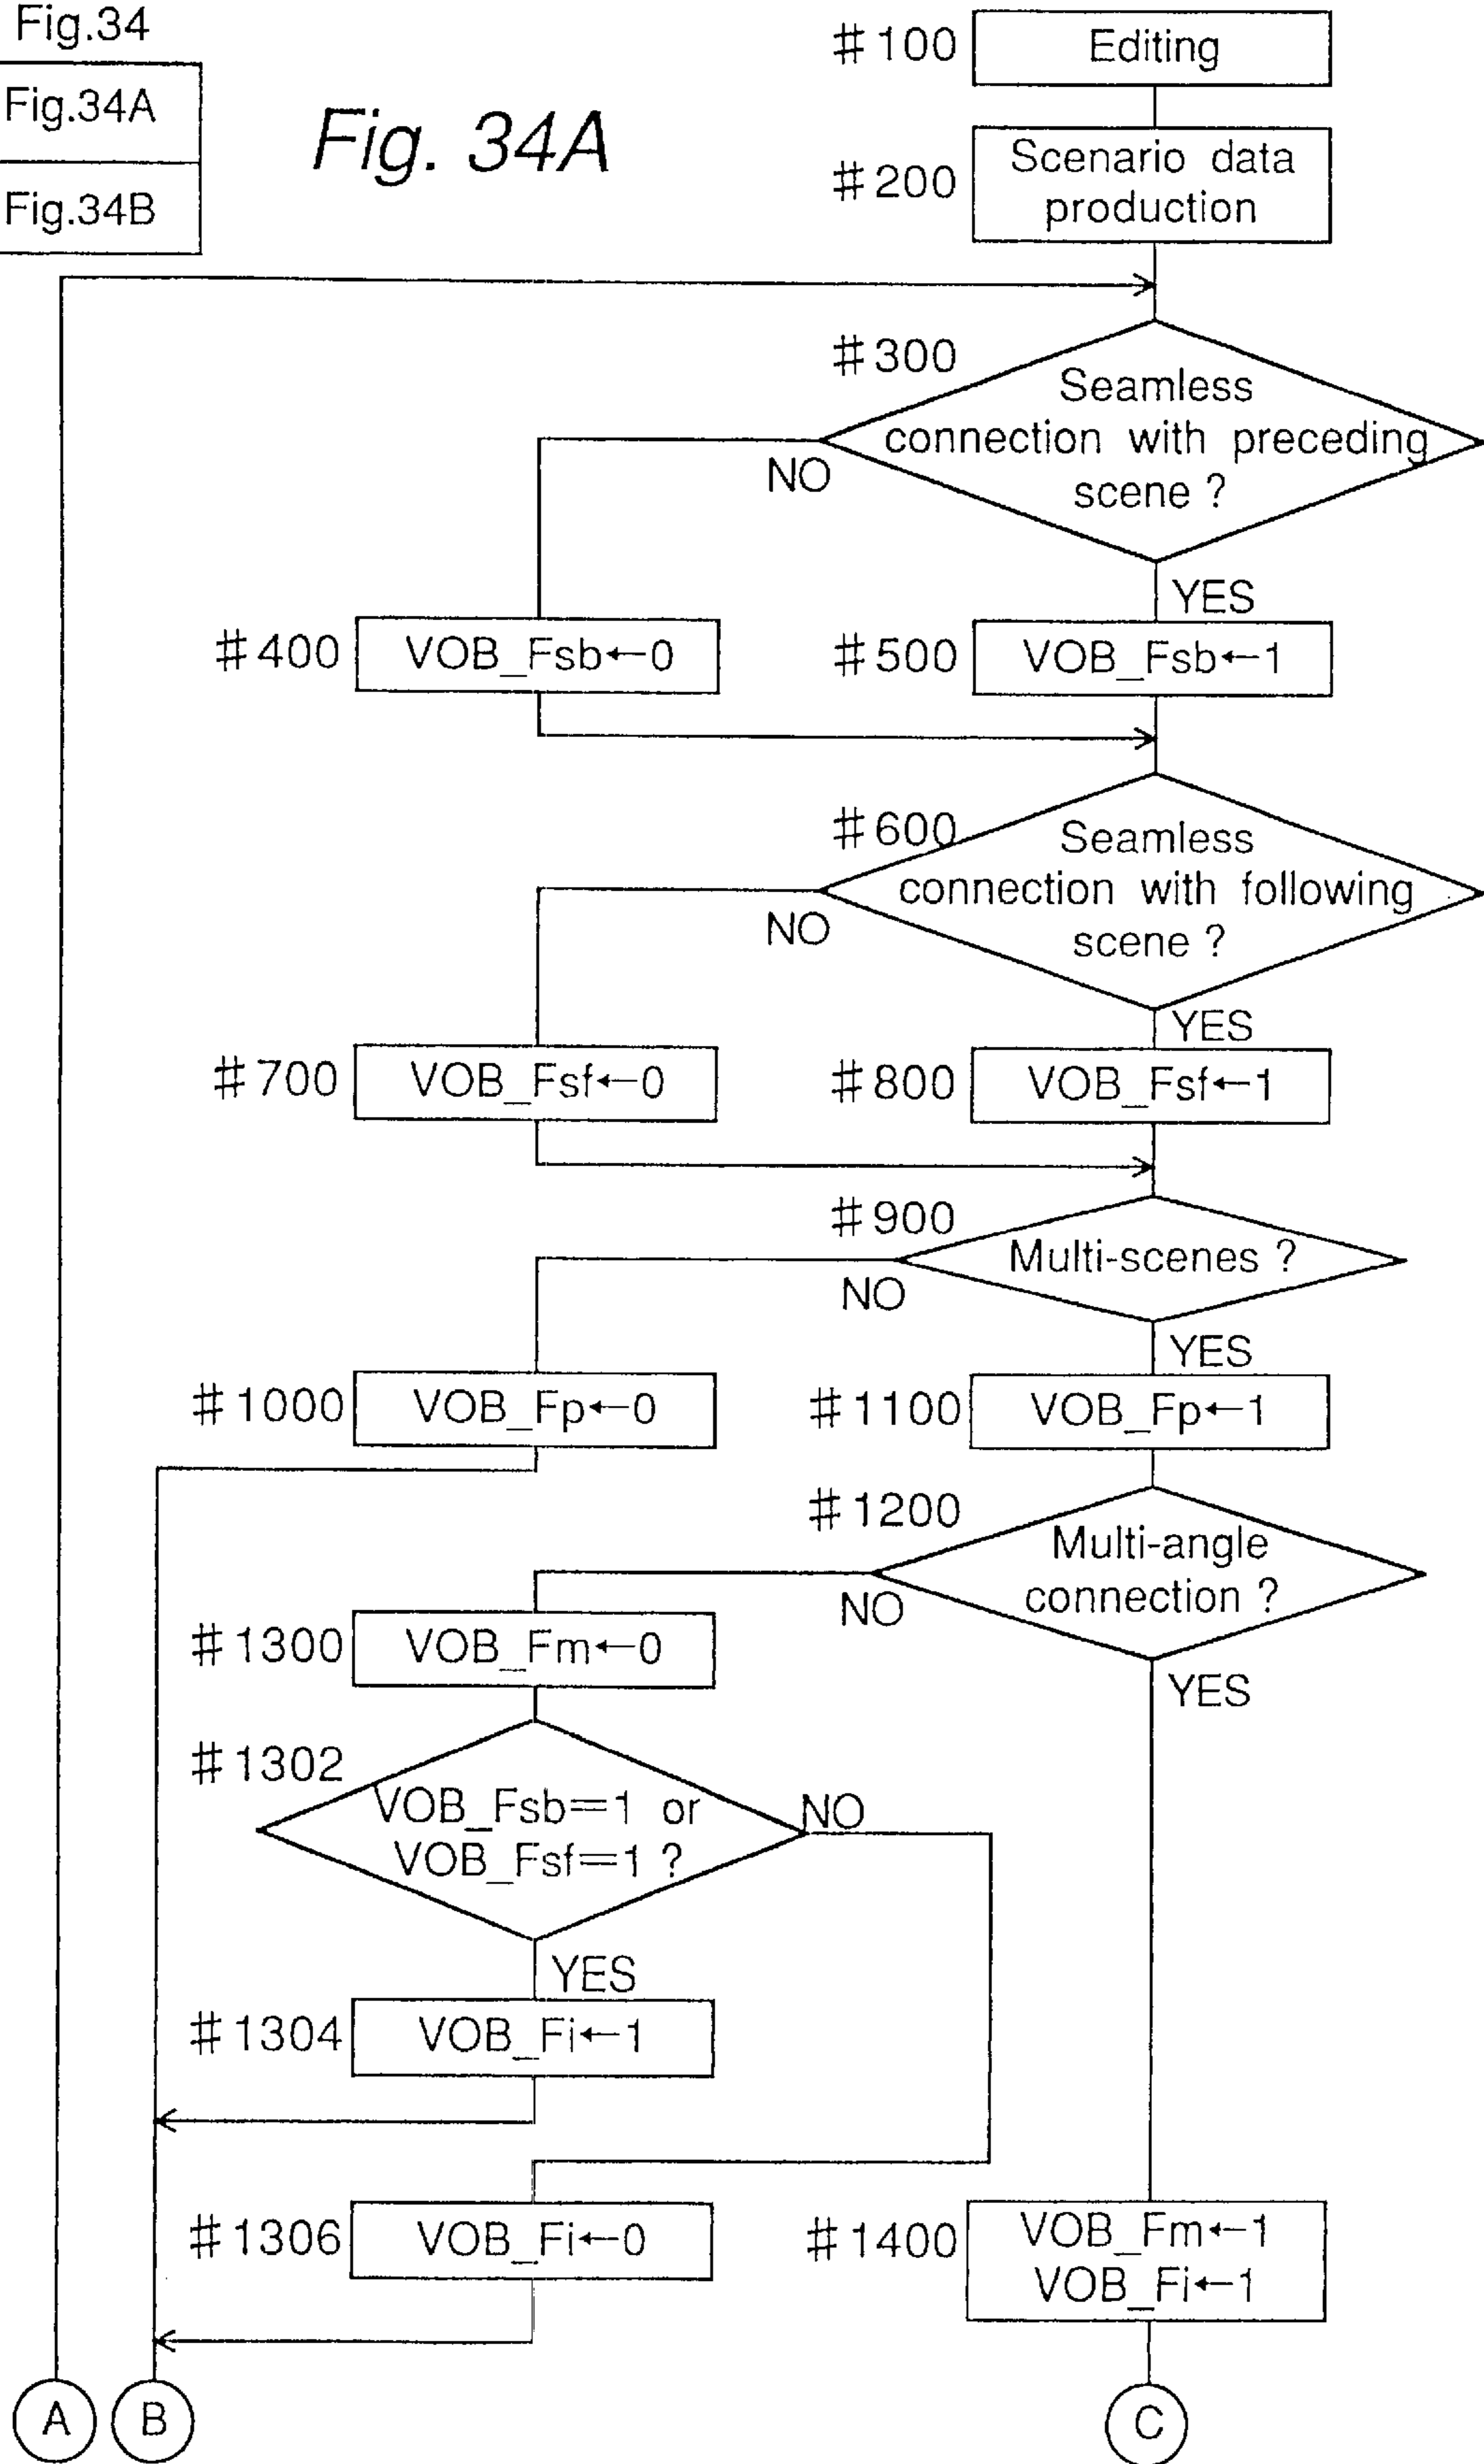 Fig.34
Fig.34A
Fig.34B
Fig. 34A
#100
Editing
#200
Scenario data
production
#300
Seamless
connection with preceding
scene ?
NO
YES
#400
VOB_Fsb←0
#500
VOB_Fsb←1
#600
Seamless
connection with following
scene ?
NO
YES
#700
VOB_Fsf←0
#800
VOB_Fsf←1
#900
Multi-scenes ?
NO
YES
#1000
VOB_Fp←0
#1100
VOB_Fp←1
#1200
Multi-angle
connection ?
NO
YES
#1300
VOB_Fm←0
#1302
VOB_Fsb=1 or
VOB_Fsf=1 ?
NO
YES
#1304
VOB_Fi←1
#1306
VOB_Fi←0
#1400
VOB_Fm←1
VOB_Fi←1
A
B
C